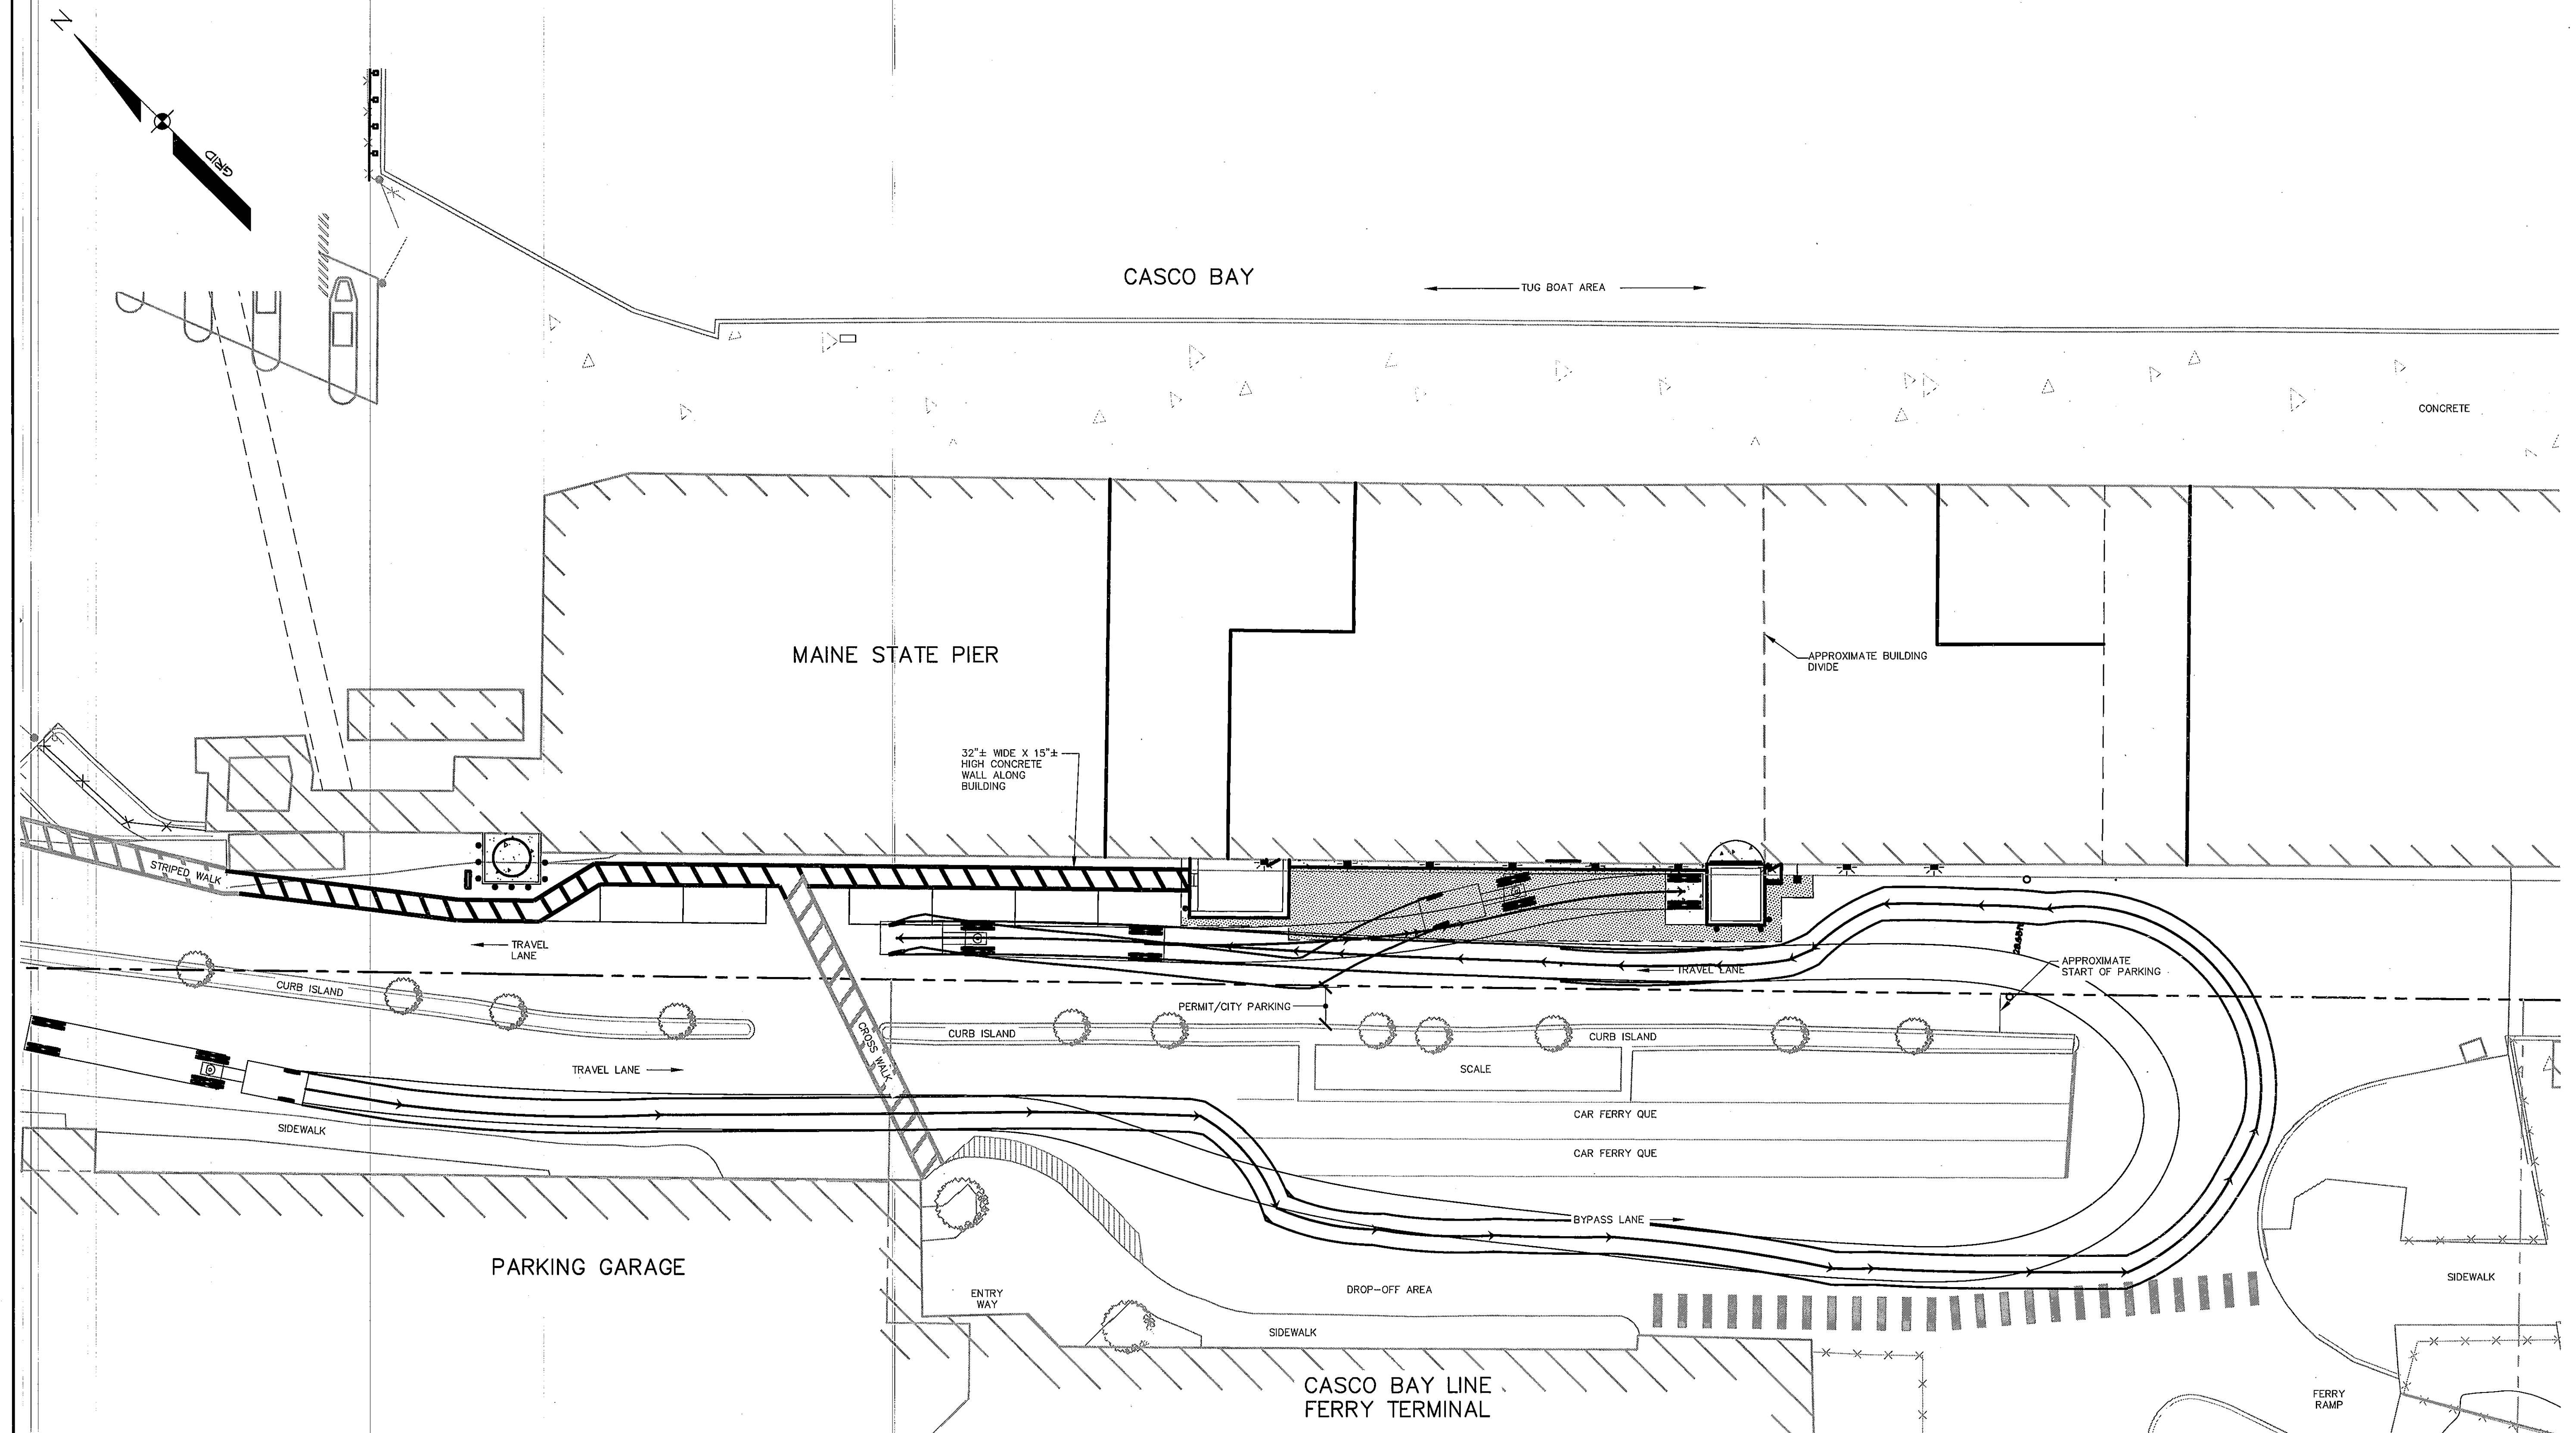 N
GRID
CASCO BAY
TUG BOAT AREA
CONCRETE
MAINE STATE PIER
APPROXIMATE BUILDING
DIVIDE
32"± WIDE X 15"±
HIGH CONCRETE
WALL ALONG
BUILDING
STRIPED WALK
TRAVEL
LANE
TRAVEL LANE
APPROXIMATE
START OF PARKING
CURB ISLAND
PERMIT/CITY PARKING
CROSS WALK
CURB ISLAND
CURB ISLAND
TRAVEL LANE
SCALE
CAR FERRY QUE
SIDEWALK
CAR FERRY QUE
BYPASS LANE
PARKING GARAGE
ENTRY
WAY
DROP-OFF AREA
SIDEWALK
SIDEWALK
CASCO BAY LINE
FERRY TERMINAL
FERRY
RAMP